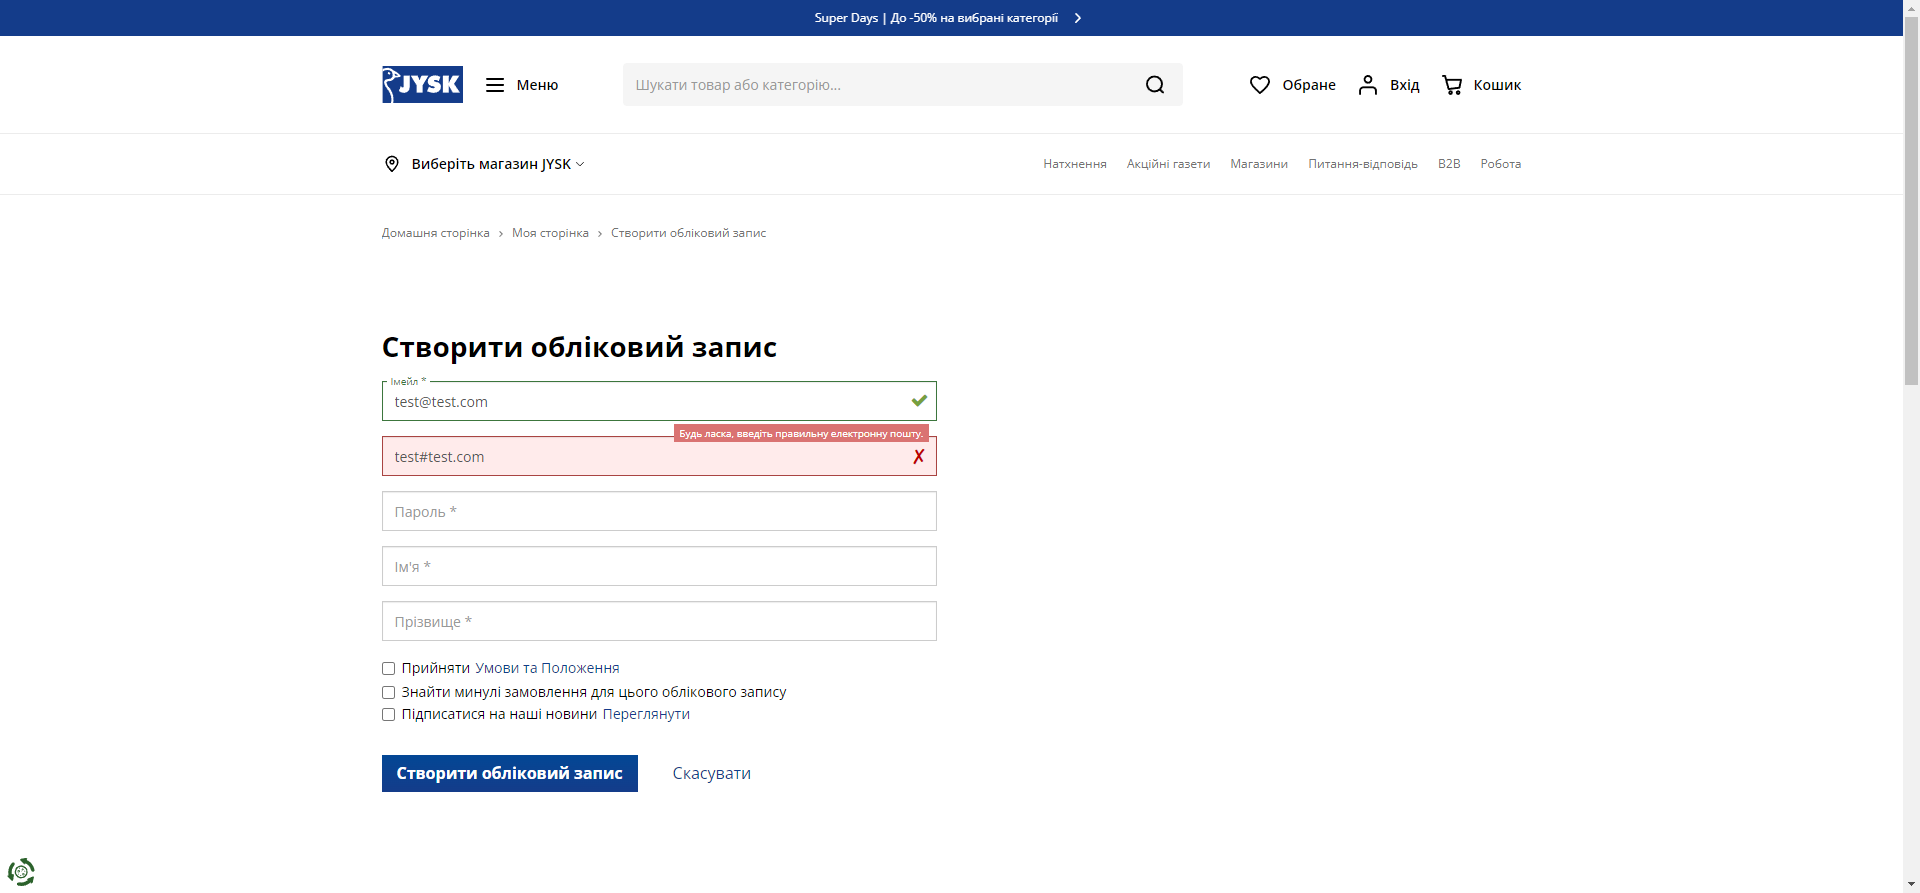 Super Days | До -50% на вибрані категорії
JYSK
Меню
Шукати товар або категорію...
Обране
Вхід
Кошик
Виберіть магазин JYSK
Натхнення
Акційні газети
Магазини
Питання-відповідь
B2B
Робота
Домашня сторінка
Моя сторінка
Створити обліковий запис
Створити обліковий запис
Імейл *
test@test.com
Будь ласка, введіть правильну електронну пошту.
test#test.com
Пароль *
Ім'я *
Прізвище *
Прийняти Умови та Положення
Знайти минулі замовлення для цього облікового запису
Підписатися на наші новини Переглянути
Створити обліковий запис
Скасувати